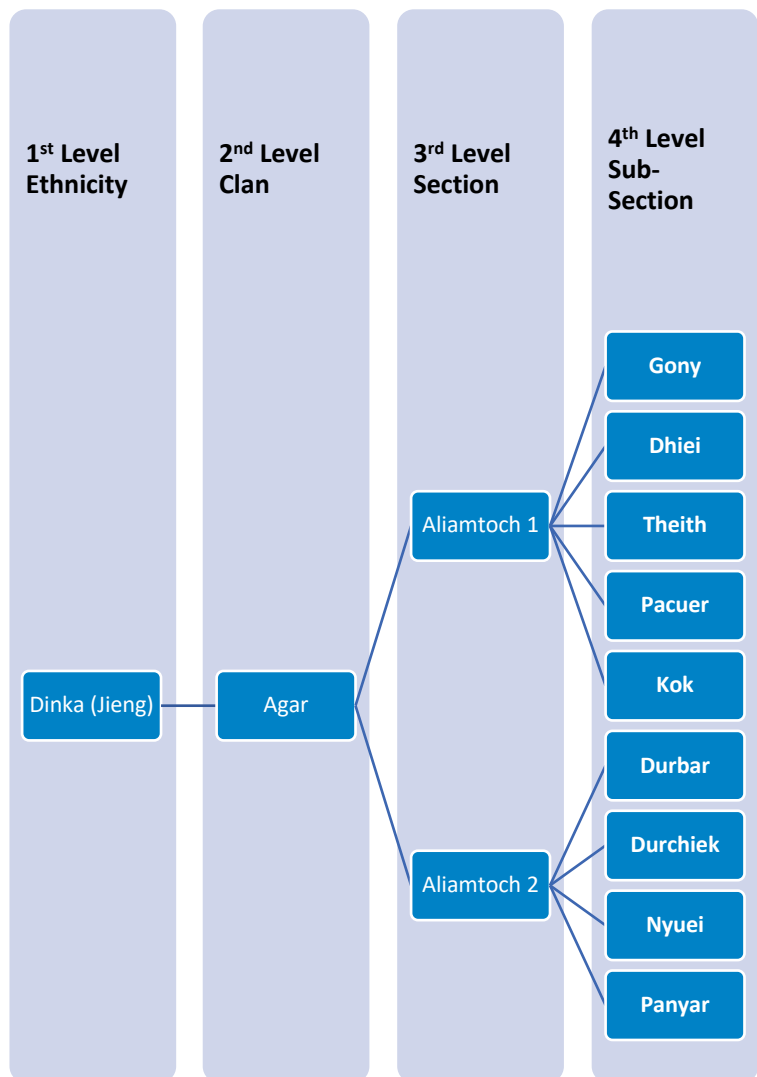 1st Level
Ethnicity
2nd Level
Clan
3rd Level
Section
4th Level
Sub-
Section
Dinka (Jieng)
Agar
Aliamtoch 1
Gony
Dhiei
Theith
Pacuer
Kok
Aliamtoch 2
Durbar
Durchiek
Nyuei
Panyar